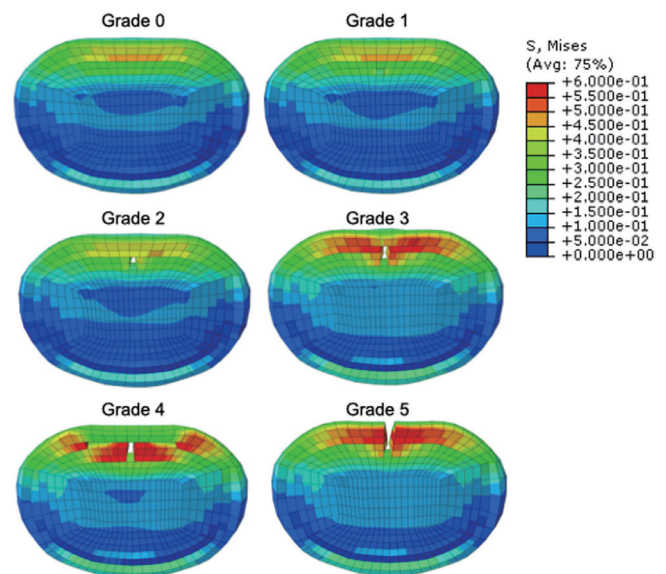 Grade 0
Grade 1
S, Mises
(Avg: 75%)
+6.000e-01
+5.500e-01
+5.000e-01
+4.500e-01
+4.000e-01
+3.500e-01
+3.000e-01
+2.500e-01
+2.000e-01
+1.500e-01
+1.000e-01
+5.000e-02
+0.000e+00
Grade 2
Grade 3
Grade 4
Grade 5